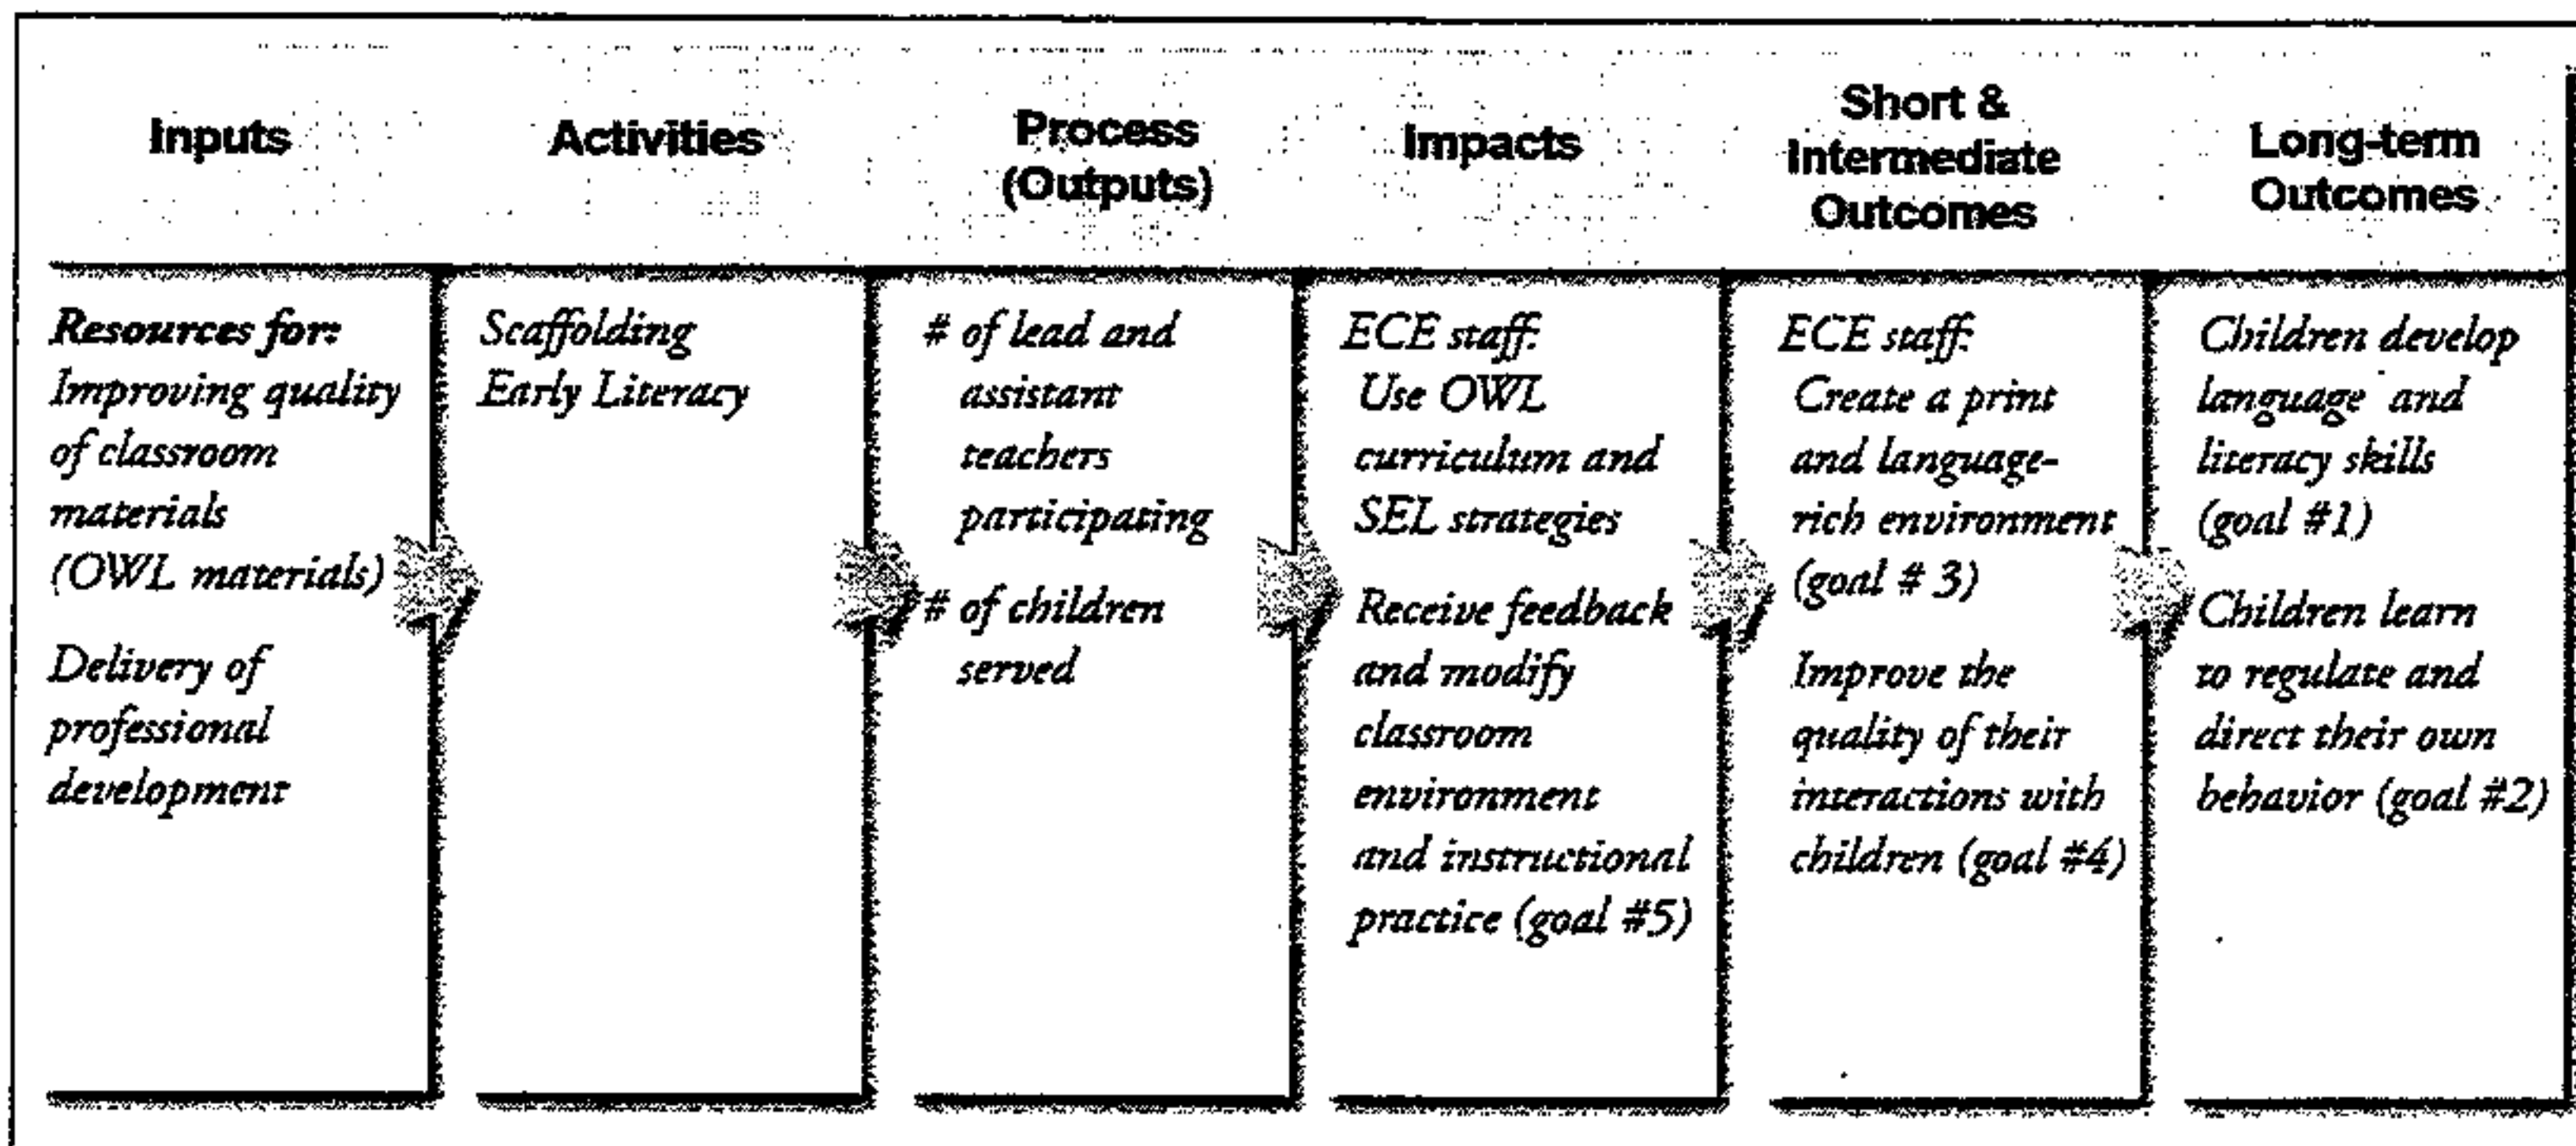 Inputs
Activities
Process
(Outputs)
Impacts
Short &
Intermediate
Outcomes
Long-term
Outcomes
Resources for:
Improving quality
of classroom
materials
(OWL materials)
Delivery of
professional
development
Scaffolding
Early Literacy
# of lead and
assistant
teachers
participating
# of children
served
ECE staff:
Use OWL
curriculum and
SEL strategies
Receive feedback
and modify
classroom
environment
and instructional
practice (goal #5)
ECE staff:
Create a print
and language-
rich environment
(goal # 3)
Improve the
quality of their
interactions with
children (goal #4)
Children develop
language and
literacy skills
(goal #1)
Children learn
to regulate and
direct their own
behavior (goal #2)